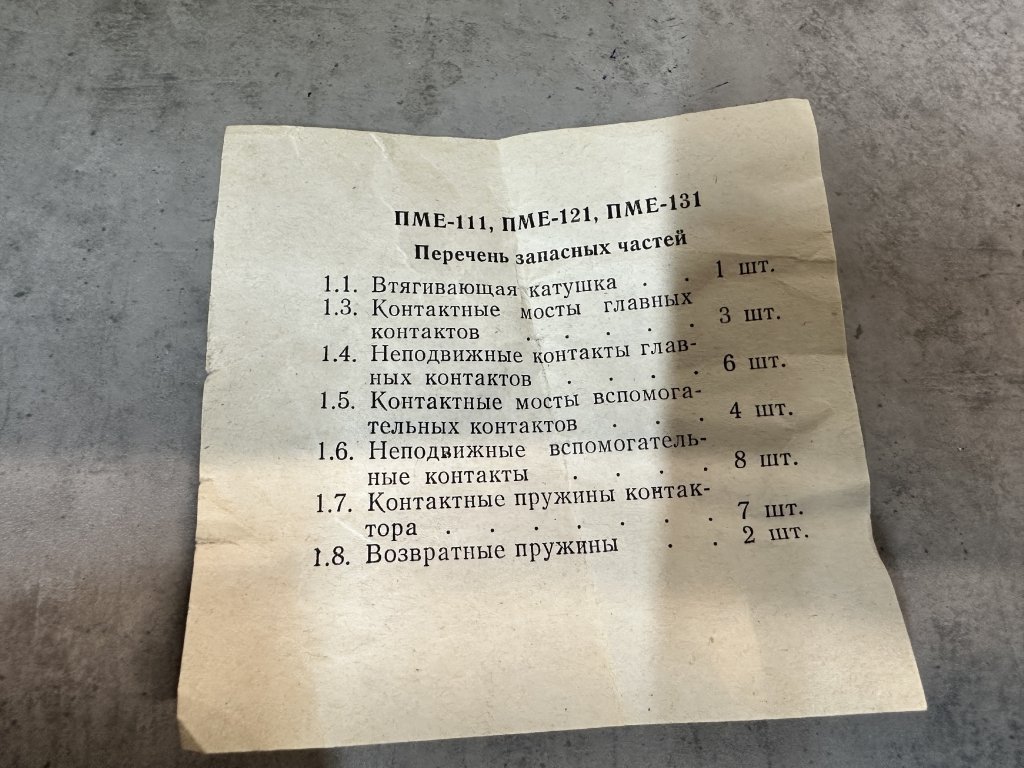 ПМЕ-111, ПМЕ-121, ПМЕ-131
Перечень запасных частей
1.1. Втягивающая катушка . . 1 шт.
1.3. Контактные мосты главных
контактов . . . . . 3 шт.
1.4. Неподвижные контакты глав-
ных контактов . . . . 6 шт.
1.5. Контактные мосты вспомога-
тельных контактов . . . 4 шт.
1.6. Неподвижные вспомогатель-
ные контакты . . . . 8 шт.
1.7. Контактные пружины контак-
тора . . . . . . . 7 шт.
1.8. Возвратные пружины . . 2 шт.